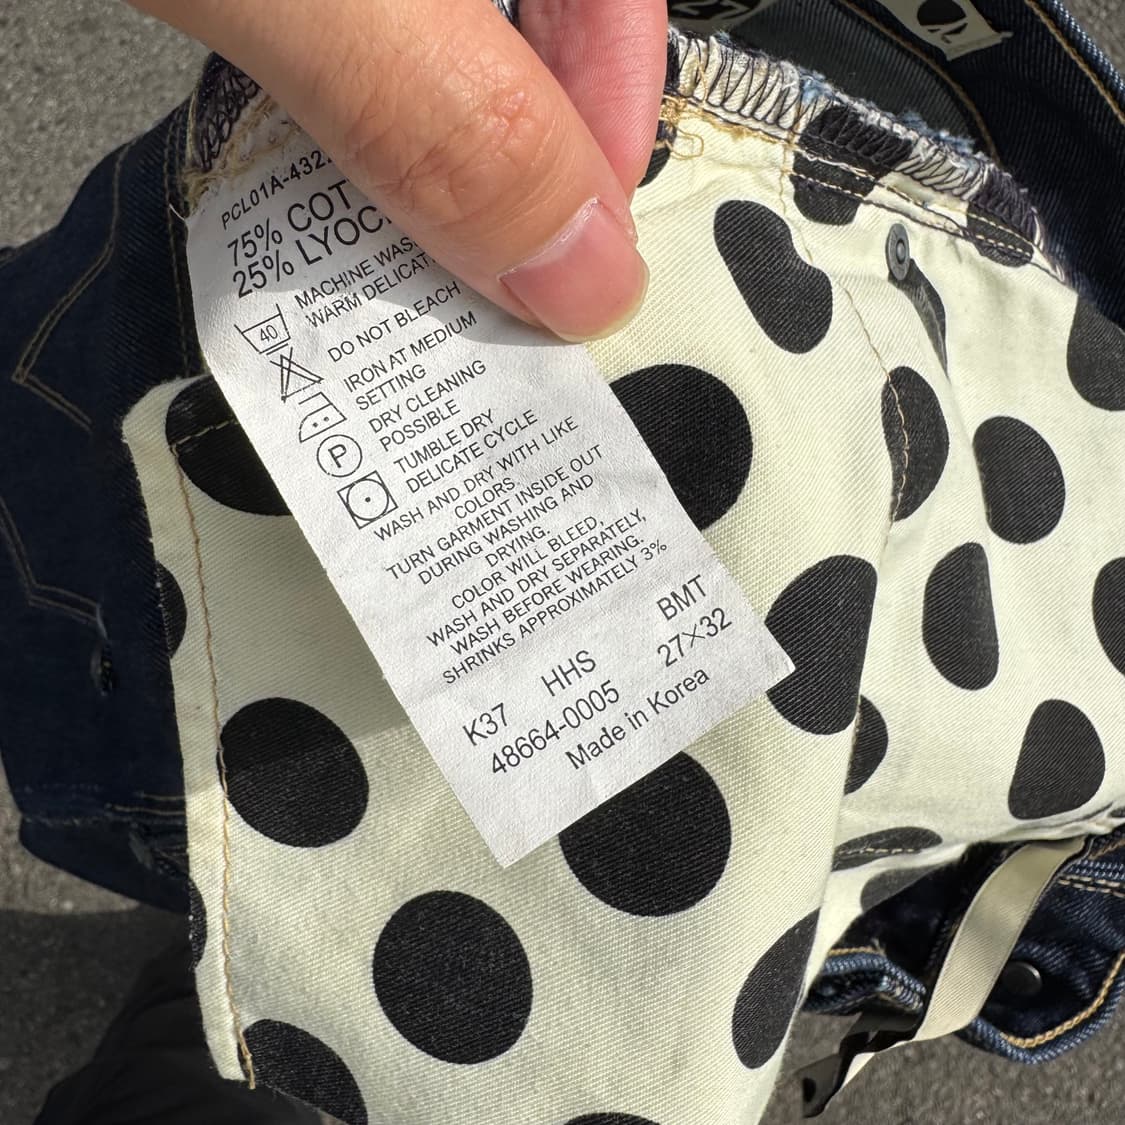 27
PCL01A-432
75% COT
25% LYOC
MACHINE WAS
WARM DELICAT
40
DO NOT BLEACH
IRON AT MEDIUM
SETTING
DRY CLEANING
POSSIBLE
P
TUMBLE DRY
DELICATE CYCLE
WASH AND DRY WITH LIKE
COLORS.
TURN GARMENT INSIDE OUT
DURING WASHING AND
DRYING.
COLOR WILL BLEED,
WASH AND DRY SEPARATELY,
WASH BEFORE WEARING.
SHRINKS APPROXIMATELY 3%
K37 HHS BMT
48664-0005 27×32
Made in Korea